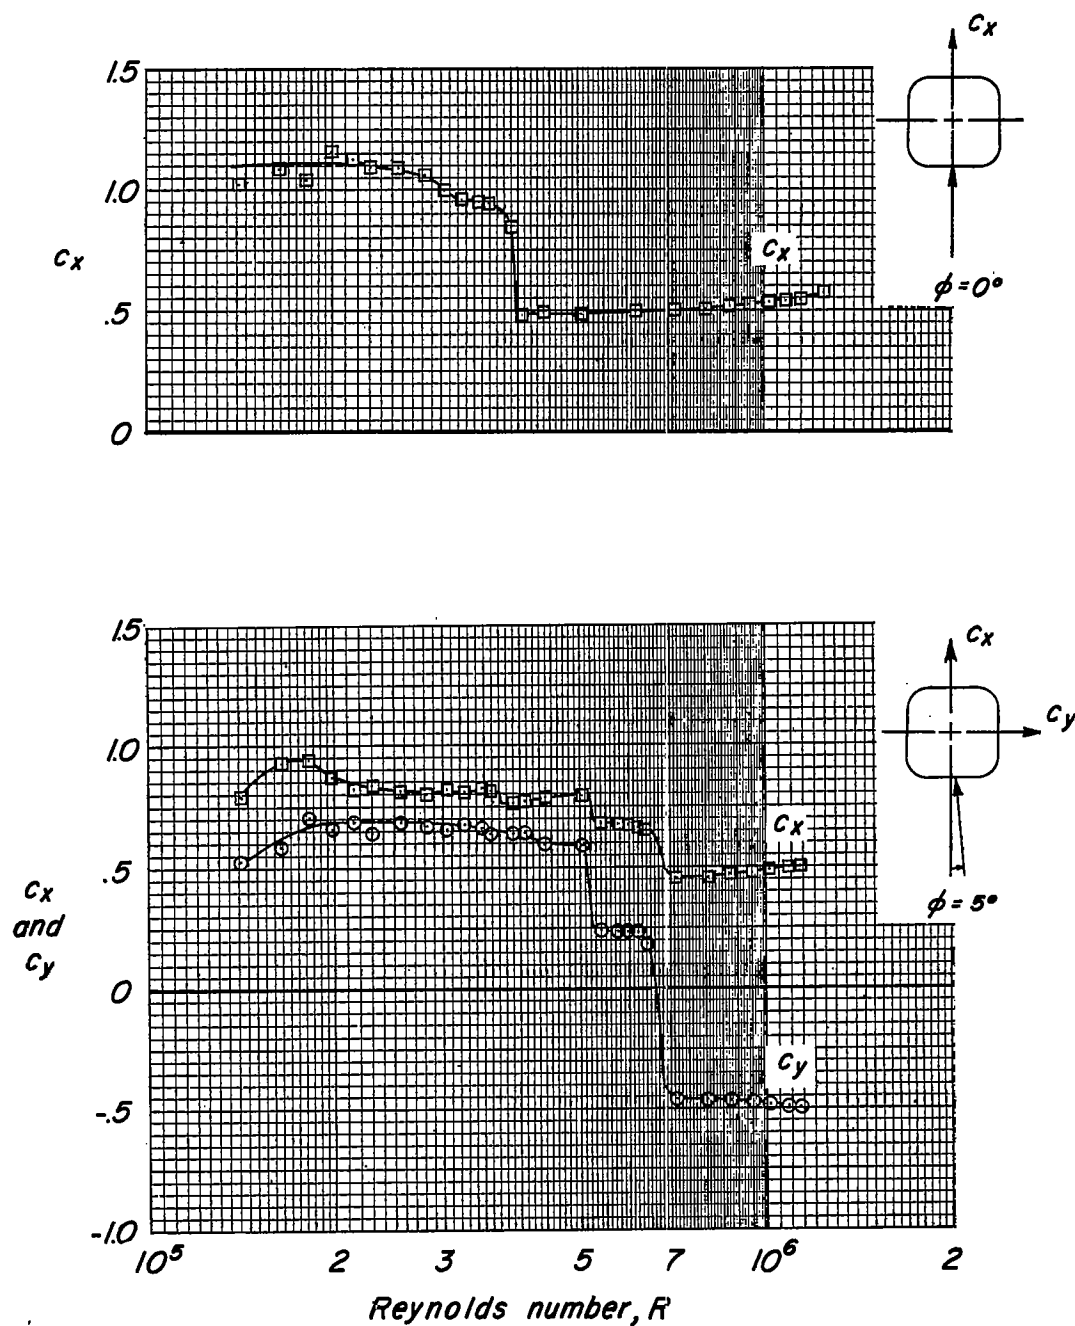 1.5
1.0
.5
0
cx
cx
cx
ϕ = 0°
1.5
1.0
.5
0
-.5
-1.0
cx
and
cy
cx
cy
cx
cy
ϕ = 5°
10⁵ 2 3 5 7 10⁶ 2
Reynolds number, R